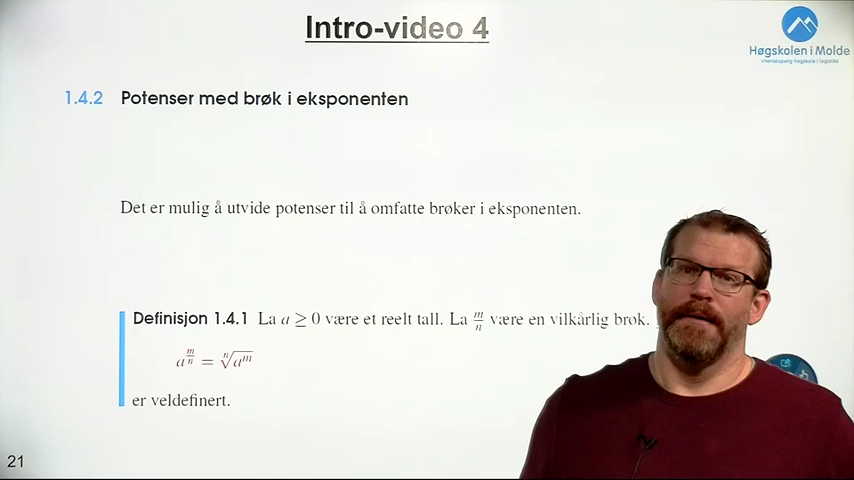 Intro-video 4
Høgskolen i Molde
vitenskapelig høgskole i logistikk
1.4.2 Potenser med brøk i eksponenten
Det er mulig å utvide potenser til å omfatte brøker i eksponenten.
Definisjon 1.4.1 La a ≥ 0 være et reelt tall. La m/n være en vilkårlig brøk.
a^{m/n} = \sqrt[n]{a^m}
er veldefinert.
21